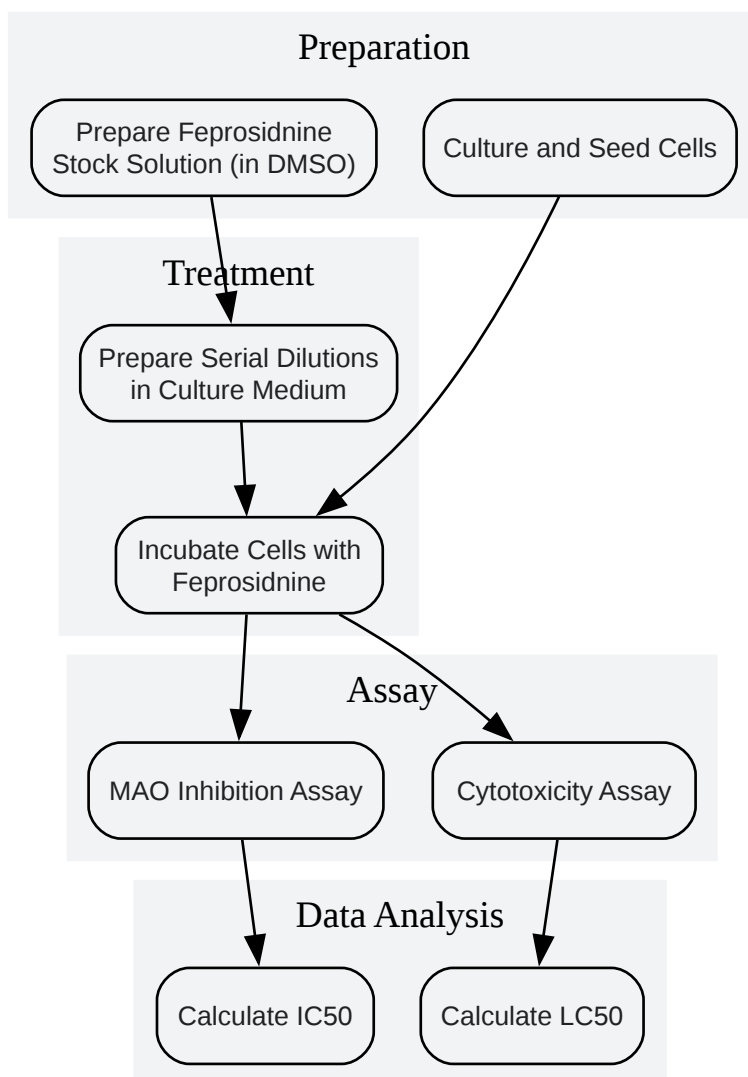 Preparation
Prepare Feprosidnine
Stock Solution (in DMSO)
Culture and Seed Cells
Treatment
Prepare Serial Dilutions
in Culture Medium
Incubate Cells with
Feprosidnine
Assay
MAO Inhibition Assay
Cytotoxicity Assay
Data Analysis
Calculate IC50
Calculate LC50